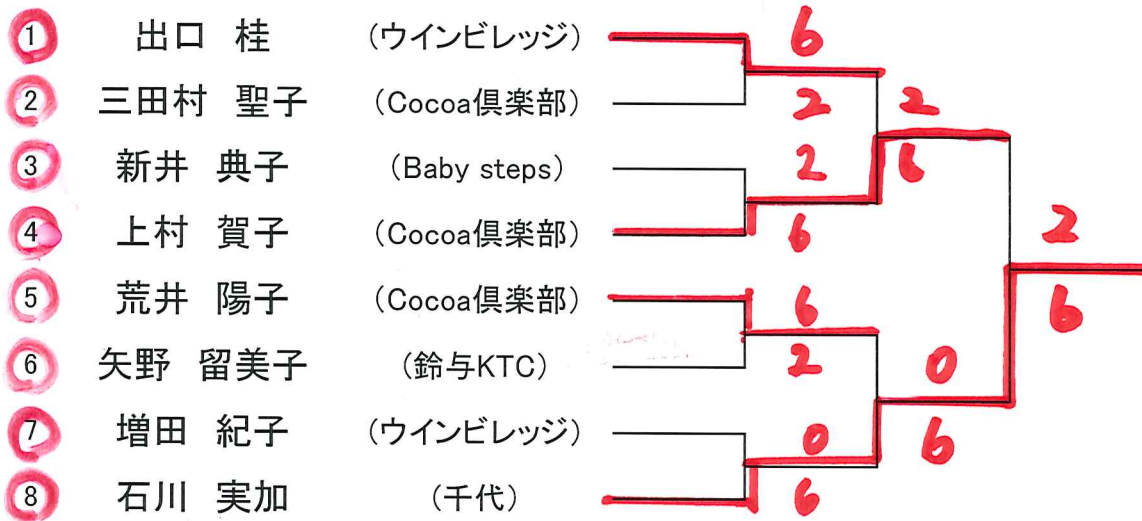 ① 出口 桂 (ウインビレッジ) 6
② 三田村 聖子 (Cocoa倶楽部) 2 2
③ 新井 典子 (Baby steps) 2 6
④ 上村 賀子 (Cocoa倶楽部) 6 2
⑤ 荒井 陽子 (Cocoa倶楽部) 6 6
⑥ 矢野 留美子 (鈴与KTC) 2 0
⑦ 増田 紀子 (ウインビレッジ) 0 6
⑧ 石川 実加 (千代) 6